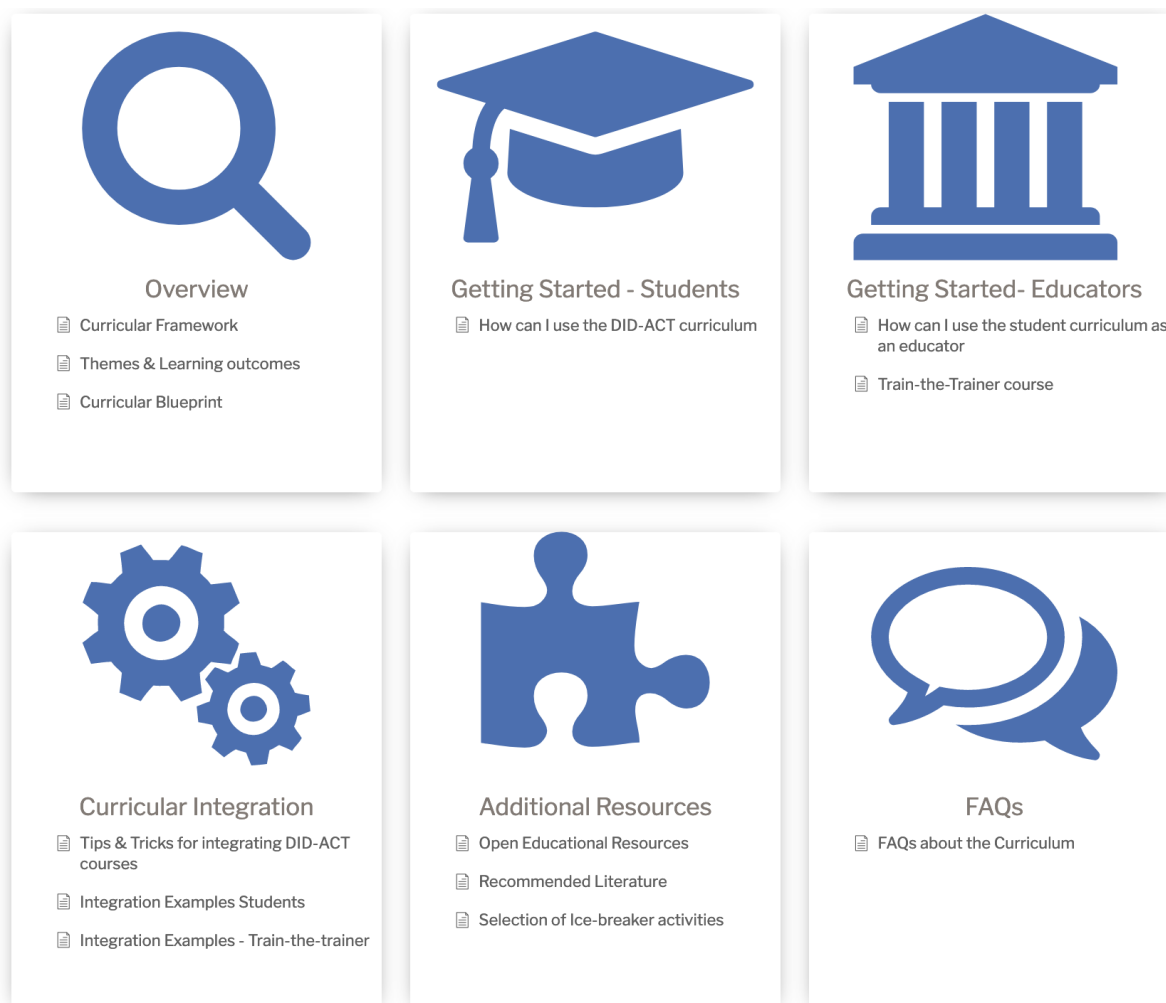 Overview
Curricular Framework
Themes & Learning outcomes
Curricular Blueprint
Getting Started - Students
How can I use the DID-ACT curriculum
Getting Started- Educators
How can I use the student curriculum as
an educator
Train-the-Trainer course
Curricular Integration
Tips & Tricks for integrating DID-ACT
courses
Integration Examples Students
Integration Examples - Train-the-trainer
Additional Resources
Open Educational Resources
Recommended Literature
Selection of Ice-breaker activities
FAQs
FAQs about the Curriculum